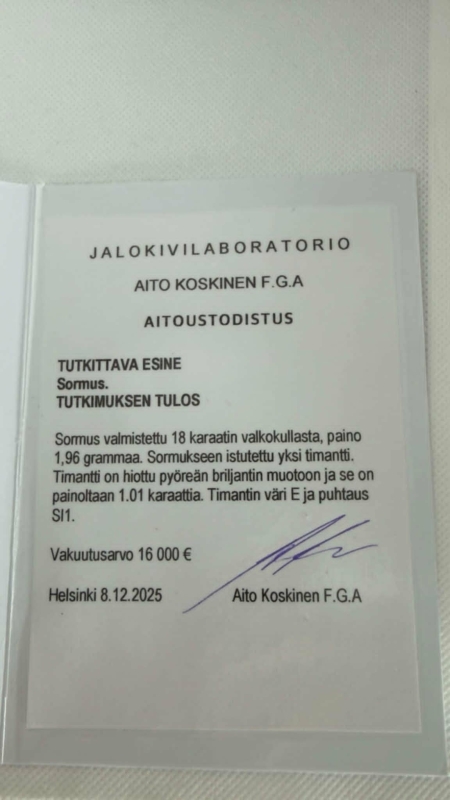 JALOKIVILABORATORIO
AITO KOSKINEN F.G.A
AITOUSTODISTUS
TUTKITTAVA ESINE
Sormus.
TUTKIMUKSEN TULOS
Sormus valmistettu 18 karaatin valkokullasta, paino
1,96 grammaa. Sormukseen istutettu yksi timantti.
Timantti on hiottu pyöreän briljantin muotoon ja se on
painoltaan 1.01 karaattia. Timantin väri E ja puhtaus
SI1.
Vakuutusarvo 16 000 €
Helsinki 8.12.2025 Aito Koskinen F.G.A